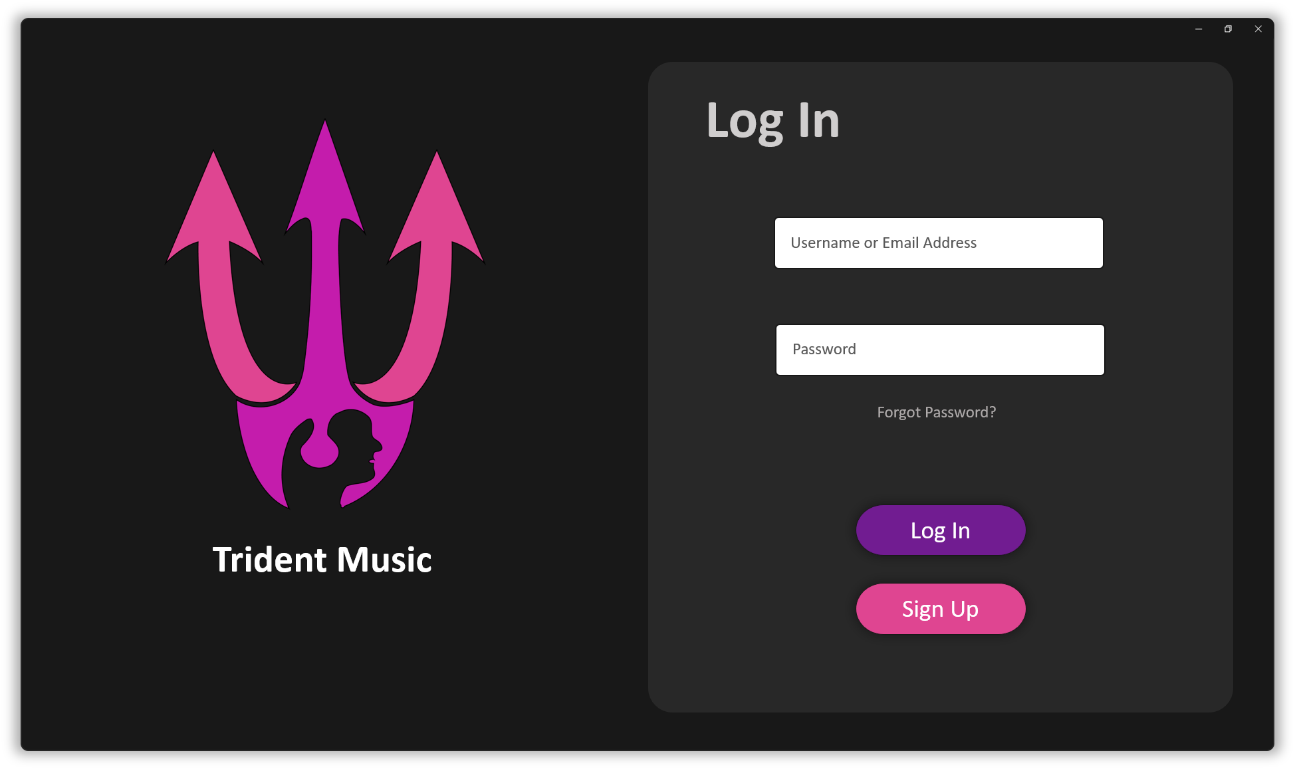 Log In
Username or Email Address
Password
Forgot Password?
Log In
Sign Up
Trident Music